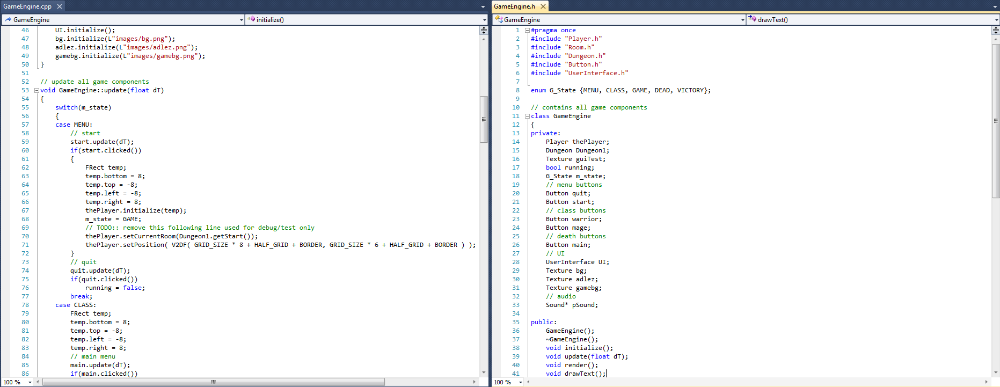 GameEngine.cpp
GameEngine
initialize()
46 UI.initialize();
47 bg.initialize(L"images/bg.png");
48 adlez.initialize(L"images/adlez.png");
49 gamebg.initialize(L"images/gamebg.png");
50 }
51
52 // update all game components
53 void GameEngine::update(float dT)
54 {
55 switch(m_state)
56 {
57 case MENU:
58 // start
59 start.update(dT);
60 if(start.clicked())
61 {
62 FRect temp;
63 temp.bottom = 8;
64 temp.top = -8;
65 temp.left = -8;
66 temp.right = 8;
67 thePlayer.initialize(temp);
68 m_state = GAME;
69 // TODO:: remove this following line used for debug/test only
70 thePlayer.setCurrentRoom(Dungeon1.getStart());
71 thePlayer.setPosition( V2DF( GRID_SIZE * 8 + HALF_GRID + BORDER, GRID_SIZE * 6 + HALF_GRID + BORDER ) );
72 }
73 // quit
74 quit.update(dT);
75 if(quit.clicked())
76 running = false;
77 break;
78 case CLASS:
79 FRect temp;
80 temp.bottom = 8;
81 temp.top = -8;
82 temp.left = -8;
83 temp.right = 8;
84 // main menu
85 main.update(dT);
86 if(main.clicked())
100 %
GameEngine.h
GameEngine
drawText()
1 #pragma once
2 #include "Player.h"
3 #include "Room.h"
4 #include "Dungeon.h"
5 #include "Button.h"
6 #include "UserInterface.h"
7
8 enum G_State {MENU, CLASS, GAME, DEAD, VICTORY};
9
10 // contains all game components
11 class GameEngine
12 {
13 private:
14 Player thePlayer;
15 Dungeon Dungeon1;
16 Texture guiTest;
17 bool running;
18 G_State m_state;
19 // menu buttons
20 Button quit;
21 Button start;
22 // class buttons
23 Button warrior;
24 Button mage;
25 // death buttons
26 Button main;
27 // UI
28 UserInterface UI;
29 Texture bg;
30 Texture adlez;
31 Texture gamebg;
32 // audio
33 Sound* pSound;
34
35 public:
36 GameEngine();
37 ~GameEngine();
38 void initialize();
39 void update(float dT);
40 void render();
41 void drawText();
100 %